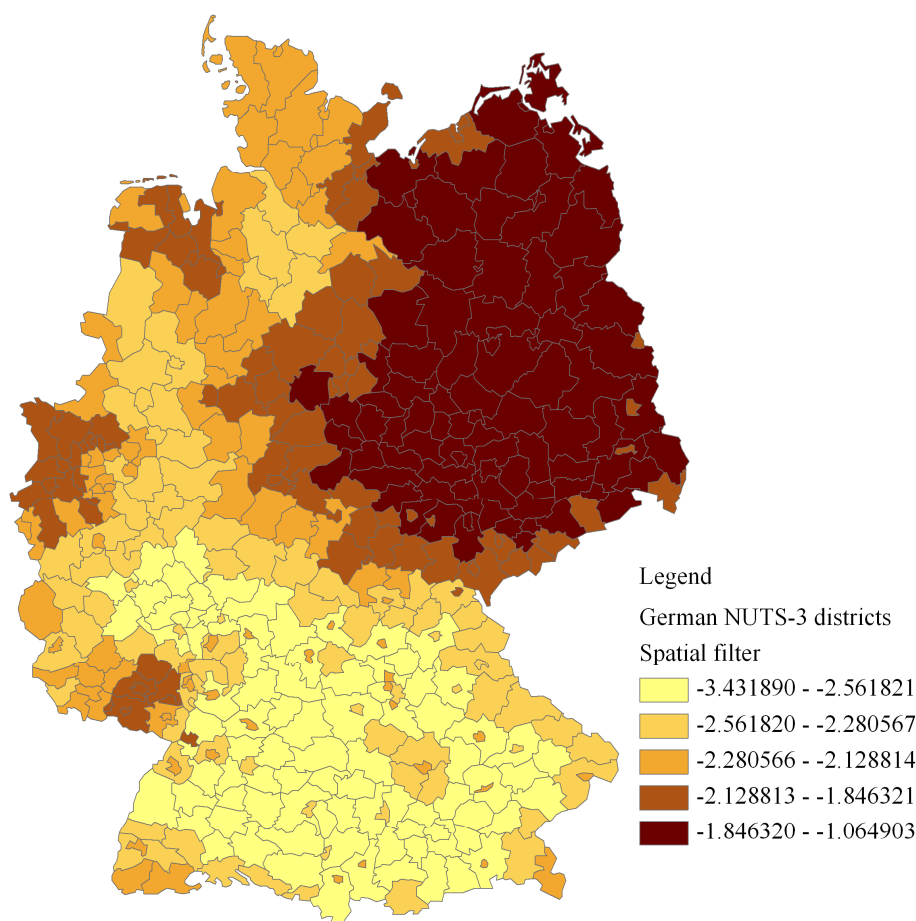 Legend
German NUTS-3 districts
Spatial filter
-3.431890 - -2.561821
-2.561820 - -2.280567
-2.280566 - -2.128814
-2.128813 - -1.846321
-1.846320 - -1.064903